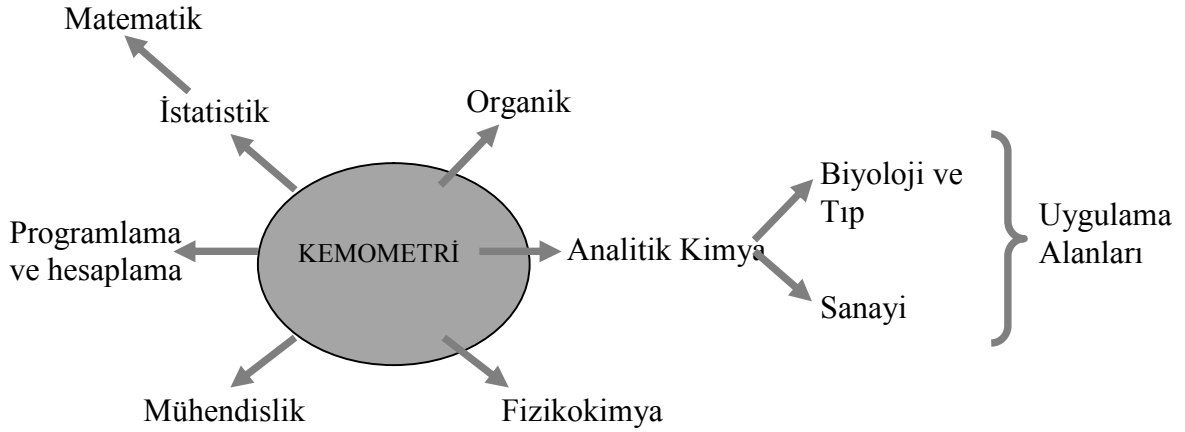 Matematik
İstatistik
Organik
Biyoloji ve
Tıp
Programlama
ve hesaplama
KEMOMETRİ
Analitik Kimya
Uygulama
Alanları
Sanayi
Mühendislik
Fizikokimya